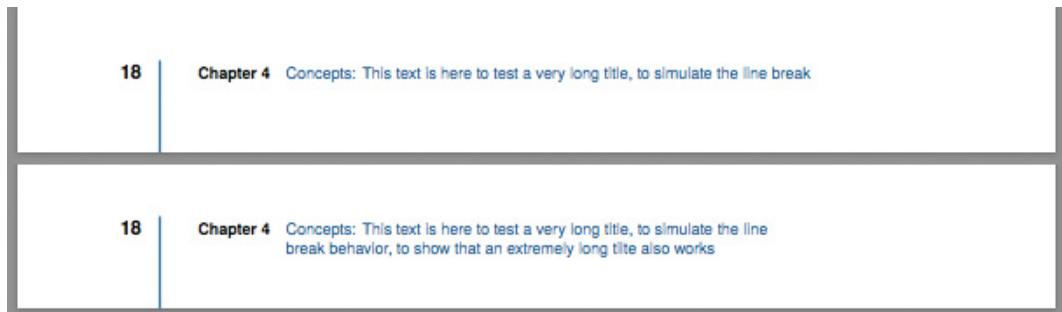 18 Chapter 4 Concepts: This text is here to test a very long title, to simulate the line break
18 Chapter 4 Concepts: This text is here to test a very long title, to simulate the line
break behavior, to show that an extremely long tilte also works